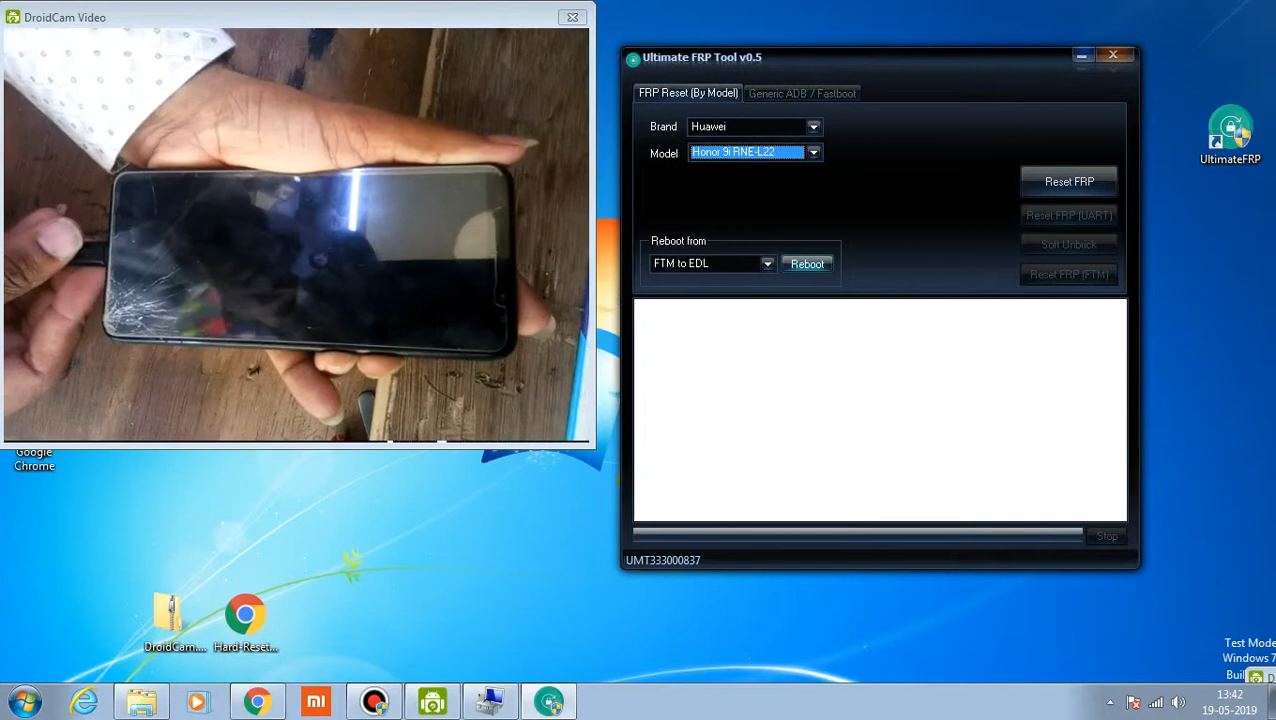 DroidCam Video
Ultimate FRP Tool v0.5
FRP Reset (By Model)
Generic ADB / Fastboot
Brand
Huawei
Model
Honor 9i RNE-L22
Reset FRP
Reset FRP (UART)
Soft Unbrick
Reset FRP (FTM)
Reboot from
FTM to EDL
Reboot
Stop
UMT333000837
UltimateFRP
Google
Chrome
DroidCam....
Hard-Reset...
Test Mode
Windows 7
Buil
D
mi
13:42
19-05-2019